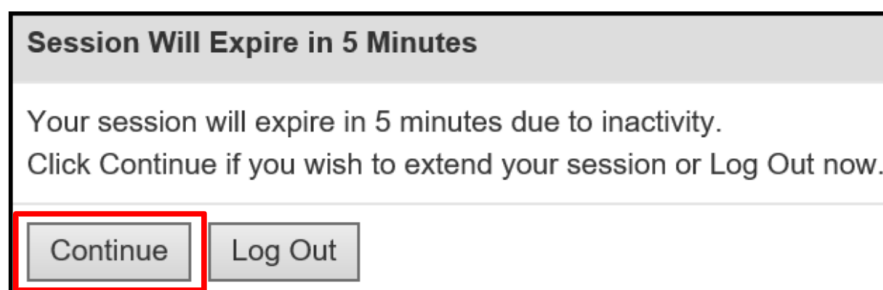 Session Will Expire in 5 Minutes
Your session will expire in 5 minutes due to inactivity.
Click Continue if you wish to extend your session or Log Out now.
Continue Log Out